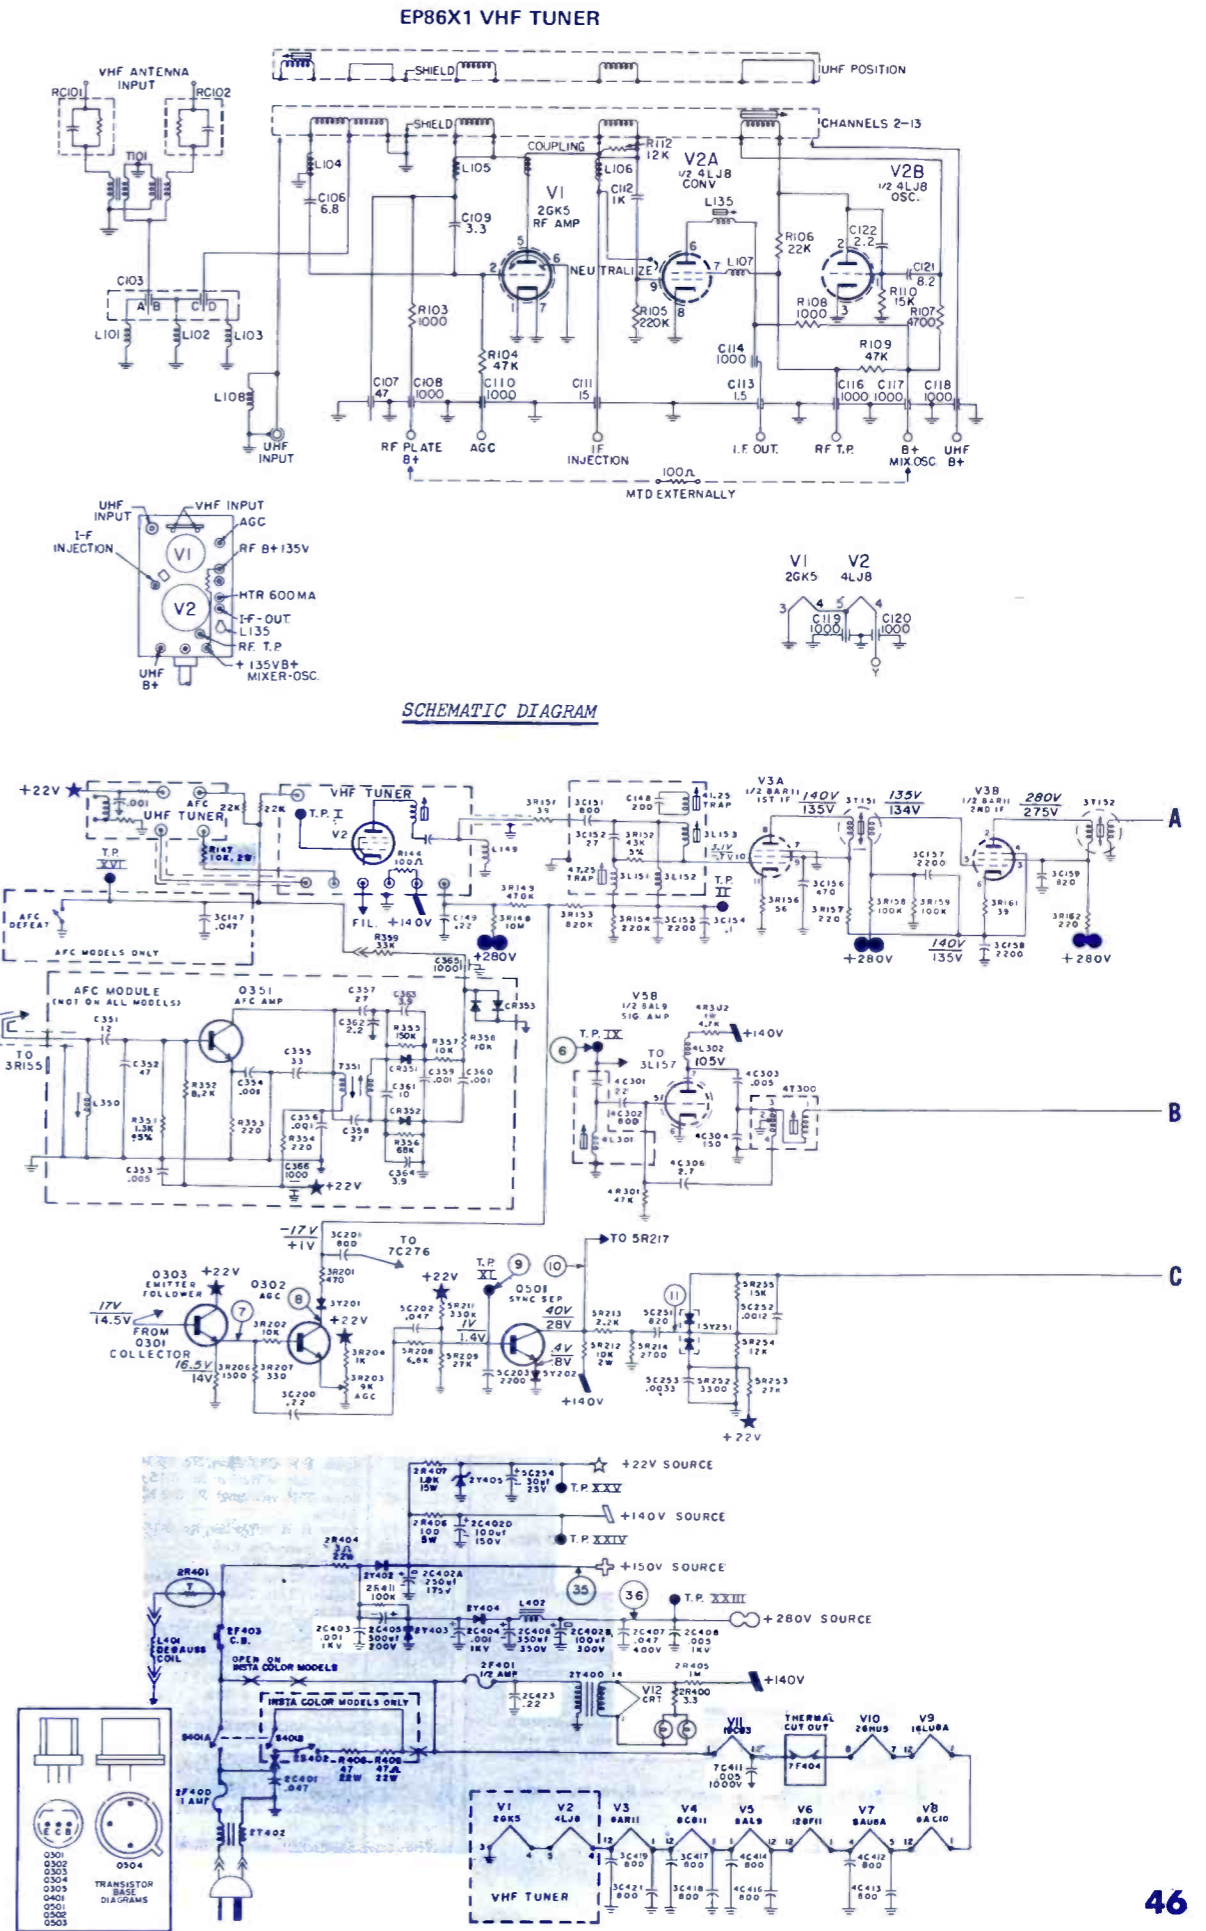 EP86X1 VHF TUNER
VHF ANTENNA
INPUT
RC101
RC102
T101
SHIELD
UHF POSITION
SHIELD
CHANNELS 2-13
COUPLING
R112
12K
L104
L105
L106
C106
6.8
C109
3.3
V1
2GK5
RF AMP
C112
1K
V2A
1/2 4LJ8
CONV
L135
V2B
1/2 4LJ8
OSC.
R106
22K
C122
2.2
C121
8.2
NEUTRALIZE
L107
R110
15K
C103
A B C D
L101
L102
L103
R103
1000
R104
47K
R105
220K
R108
1000
R107
4700
R109
47K
C114
1000
L108
C107
47
C108
1000
C110
1000
C111
15
C113
1.5
C116
1000
C117
1000
C118
1000
UHF
INPUT
RF PLATE
B+
AGC
IF
INJECTION
I.F. OUT.
RF T.P.
B+
MIX.OSC
UHF
B+
100Ω
MTD EXTERNALLY
UHF
INPUT
VHF INPUT
AGC
I-F
INJECTION
V1
RF B+135V
V2
HTR 600MA
I-F-OUT
L135
RF. T.P.
+ 135VB+
MIXER-OSC.
UHF
B+
V1
2GK5
V2
4LJ8
3 4 5 4
C119
1000
C120
1000
Y
SCHEMATIC DIAGRAM
+22V
.001
AFC
UHF TUNER
22K
22K
R147
10K, 2W
T.P.
XVI
VHF TUNER
T.P. I
V2
R144
100Ω
L149
FIL.
+140V
3R151
39
3C151
800
C148
200
41.25
TRAP
3C152
27
3R152
43K
5%
3L153
47.25
TRAP
3L151
3L152
T.P.
II
V3A
1/2 8AR11
1ST IF
140V
135V
3T151
135V
134V
V3B
1/2 8AR11
2ND IF
280V
275V
3T152
A
3C157
2200
3C156
470
3R156
56
3R157
220
3R158
100K
3R159
100K
3R161
39
3C159
820
3R162
220
3C158
2200
140V
135V
+280V
+280V
AFC
DEFEAT
3C147
.047
AFC MODELS ONLY
3R149
470K
C149
.22
3R148
10M
+280V
3R153
820K
3R154
220K
3C153
2200
3C154
.1
R359
33K
C365
1000
AFC MODULE
(NOT ON ALL MODELS)
Q351
AFC AMP
C351
12
TO
3R155
C352
47
L350
R351
1.3K
±5%
C353
.005
R352
8.2K
C354
.001
R353
220
C355
33
T351
C356
.001
R354
220
C366
1000
+22V
C357
27
C362
2.2
C363
3.9
R355
150K
CR351
C361
10
CR352
C358
27
R356
68K
C364
3.9
R357
10K
C359
.001
R358
10K
C360
.001
CR353
V5B
1/2 8AL9
SIG. AMP
6
T.P. IX
TO
3L157
4R302
1W
4.7K
+140V
4L302
105V
4C301
22
4C302
800
4L301
4C303
.005
4T300
4C304
150
4C306
2.7
4R301
47K
B
-17V
+1V
3C201
800
TO
7C276
3R201
470
3Y201
Q303
EMITTER
FOLLOWER
+22V
17V
14.5V
FROM
Q301
COLLECTOR
7
Q302
AGC
8
3R202
10K
16.5V
14V
3R206
1500
3R207
330
3C200
.22
+22V
3R204
1K
3R203
9K
AGC
5C202
.047
+22V
5R211
330K
5R208
6.8K
5R209
27K
T.P.
XI
9
1V
1.4V
Q501
SYNC SEP
10
TO 5R217
40V
28V
.4V
.8V
5C203
2200
5Y202
5R213
2.2K
5R212
10K
2W
+140V
5R214
2700
5C251
820
11
5Y251
5R255
15K
5C252
.0012
5R254
12K
5C253
.0033
5R252
3300
5R253
27K
+22V
C
2R407
1.8K
15W
2Y405
5C254
30uf
25V
+22V SOURCE
T.P. XXV
2R406
100
5W
2C402D
100uf
150V
+140V SOURCE
T.P. XXIV
2R404
3Ω
22W
2Y402
2C402A
250uf
175V
+150V SOURCE
35
36
T.P. XXIII
2R401
2R411
100K
2Y404
L402
+280V SOURCE
2C403
.001
1KV
2C405
500uf
200V
2Y403
2C404
.001
1KV
2C406
350uf
350V
2C402B
100uf
300V
2C407
.047
400V
2C408
.005
1KV
L401
DEGAUSS
COIL
2F403
C.B.
OPEN ON
INSTA COLOR MODELS
2F401
1/2 AMP
2C423
.22
2T400
V12
CRT
2R405
1M
2R400
3.3
+140V
INSTA COLOR MODELS ONLY
S401A
S401B
2S402
R408
47
22W
R409
47Ω
22W
2C401
.047
2F400
1 AMP
2T402
V11
19CG3
7C411
.005
1000V
THERMAL
CUT OUT
7F404
V10
26HU5
V9
16LU8A
V1
2GK5
V2
4LJ8
V3
8AR11
V4
8CB11
V5
8AL9
V6
12BF11
V7
8AU8A
V8
8AC10
3C419
800
3C421
800
3C417
800
3C418
800
4C414
800
4C416
800
4C412
800
4C413
800
VHF TUNER
E C B
Q301
Q302
Q303
Q304
Q305
Q401
Q501
Q502
Q503
Q504
TRANSISTOR
BASE
DIAGRAMS
46